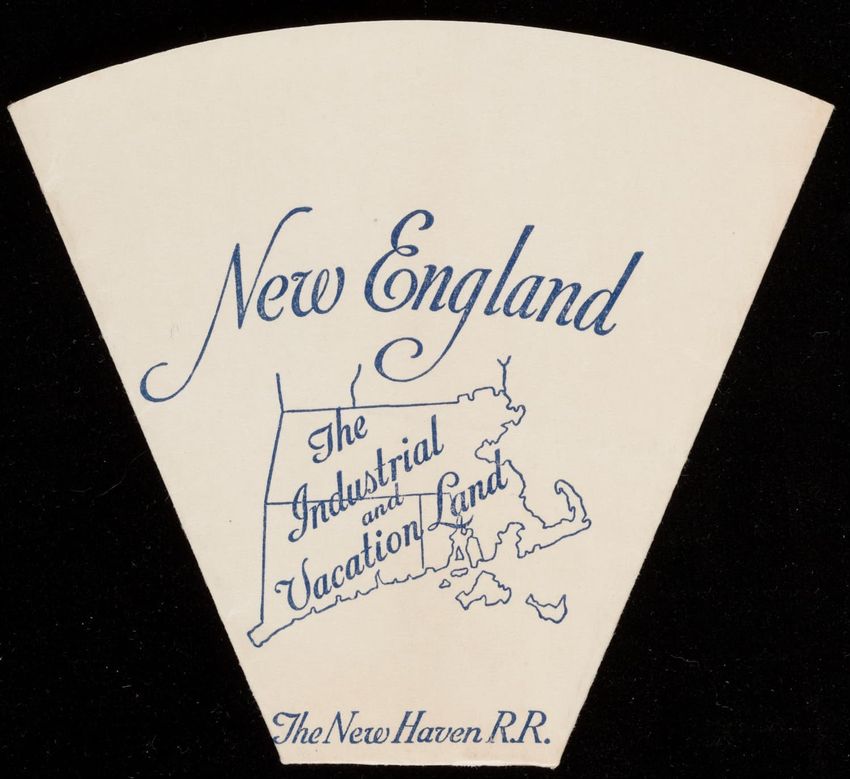 New England
The
Industrial
and
Vacation Land
The New Haven R.R.